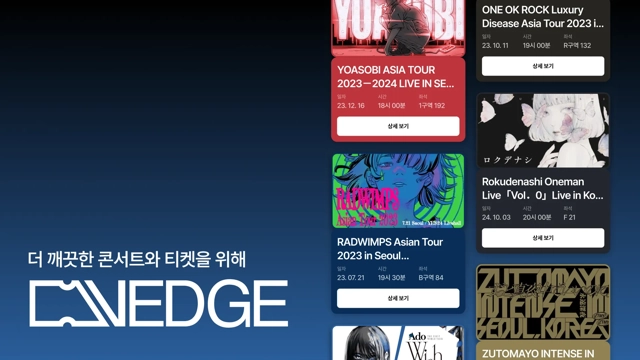 더 깨끗한 콘서트와 티켓을 위해
EDGE
YOASOBI
YOASOBI ASIA TOUR
2023-2024 LIVE IN SE...
일자 시간 좌석
23. 12. 16 18시 00분 1구역 192
상세 보기
RADWIMPS
Asian Tour 2023
RADWIMPS Asian Tour
2023 in Seoul...
일자 시간 좌석
23. 07. 21 19시 30분 B구역 84
상세 보기
Ado
Wish
ONE OK ROCK Luxury
Disease Asia Tour 2023 i...
일자 시간 좌석
23. 10. 11 19시 00분 R구역 132
상세 보기
ロクデナシ
Rokudenashi Oneman
Live「Vol. 0」Live in Ko...
일자 시간 좌석
24. 10. 03 20시 00분 F 21
상세 보기
ZUTOMAYO
INTENSE IN
SEOUL KOREA
ZUTOMAYO INTENSE IN